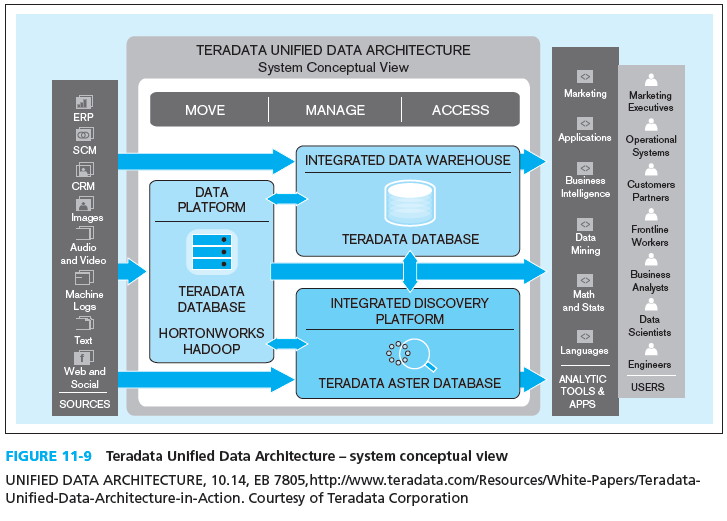 TERADATA UNIFIED DATA ARCHITECTURE
System Conceptual View
MOVE
MANAGE
ACCESS
ERP
SCM
CRM
Images
Audio
and Video
Machine
Logs
Text
Web and
Social
SOURCES
DATA
PLATFORM
TERADATA
DATABASE
HORTONWORKS
HADOOP
INTEGRATED DATA WAREHOUSE
TERADATA DATABASE
INTEGRATED DISCOVERY
PLATFORM
TERADATA ASTER DATABASE
Marketing
Applications
Business
Intelligence
Data
Mining
Math
and Stats
Languages
ANALYTIC
TOOLS &
APPS
Marketing
Executives
Operational
Systems
Customers
Partners
Frontline
Workers
Business
Analysts
Data
Scientists
Engineers
USERS
FIGURE 11-9 Teradata Unified Data Architecture – system conceptual view
UNIFIED DATA ARCHITECTURE, 10.14, EB 7805,http://www.teradata.com/Resources/White-Papers/Teradata-
Unified-Data-Architecture-in-Action. Courtesy of Teradata Corporation